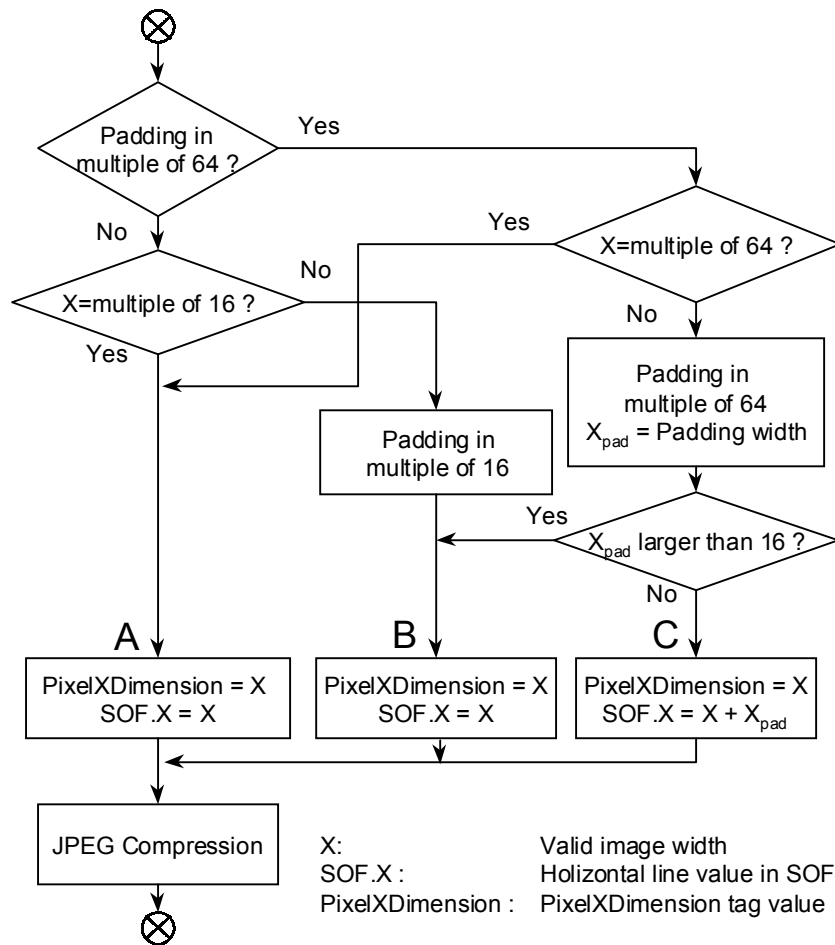 Padding in
multiple of 64 ?
Yes
No
X=multiple of 64 ?
Yes
No
X=multiple of 16 ?
No
Yes
Padding in
multiple of 64
Xpad = Padding width
Padding in
multiple of 16
Xpad larger than 16 ?
Yes
No
A
PixelXDimension = X
SOF.X = X
B
PixelXDimension = X
SOF.X = X
C
PixelXDimension = X
SOF.X = X + Xpad
JPEG Compression
X: Valid image width
SOF.X : Holizontal line value in SOF
PixelXDimension : PixelXDimension tag value